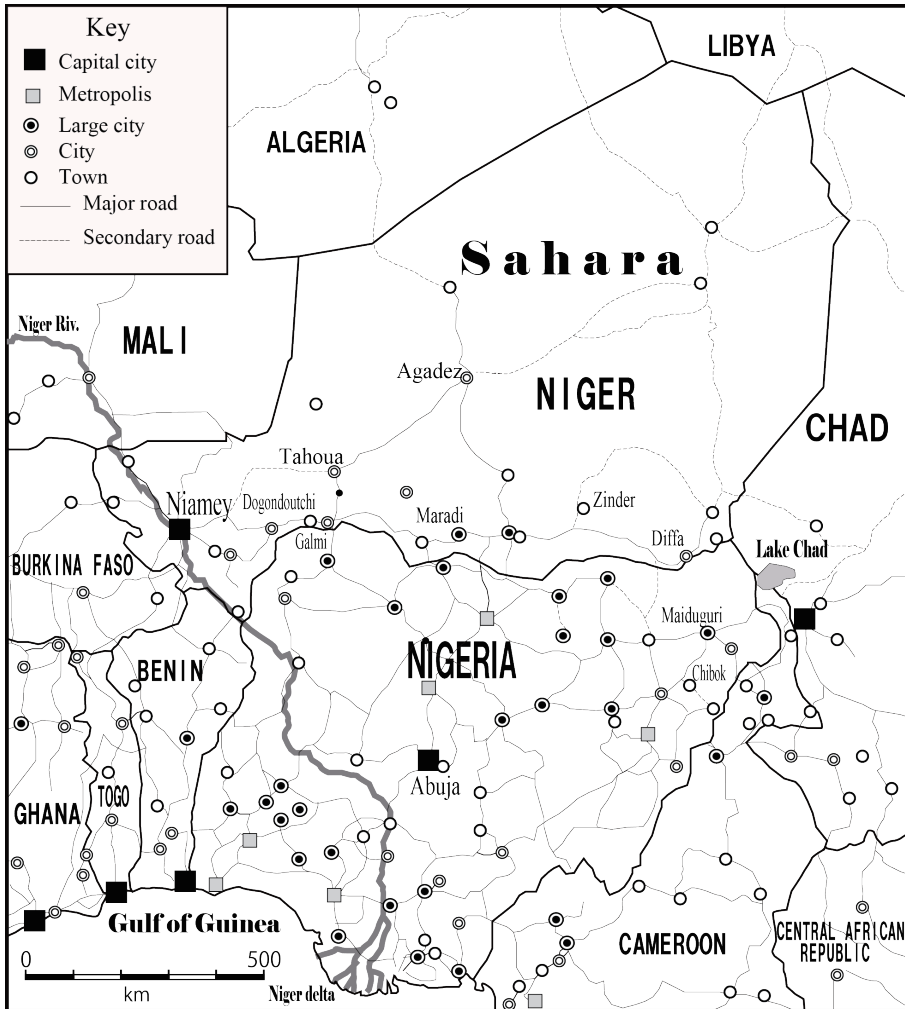 Key
Capital city
Metropolis
Large city
City
Town
Major road
Secondary road
LIBYA
ALGERIA
Sahara
Niger Riv.
MALI
Agadez
NIGER
CHAD
Tahoua
Niamey
Dogondoutchi
Maradi
Zinder
Galmi
Diffa
Lake Chad
BURKINA FASO
Maiduguri
NIGERIA
BENIN
Chibok
Abuja
GHANA
TOGO
Gulf of Guinea
CAMEROON
CENTRAL AFRICAN
REPUBLIC
0 500
km
Niger delta